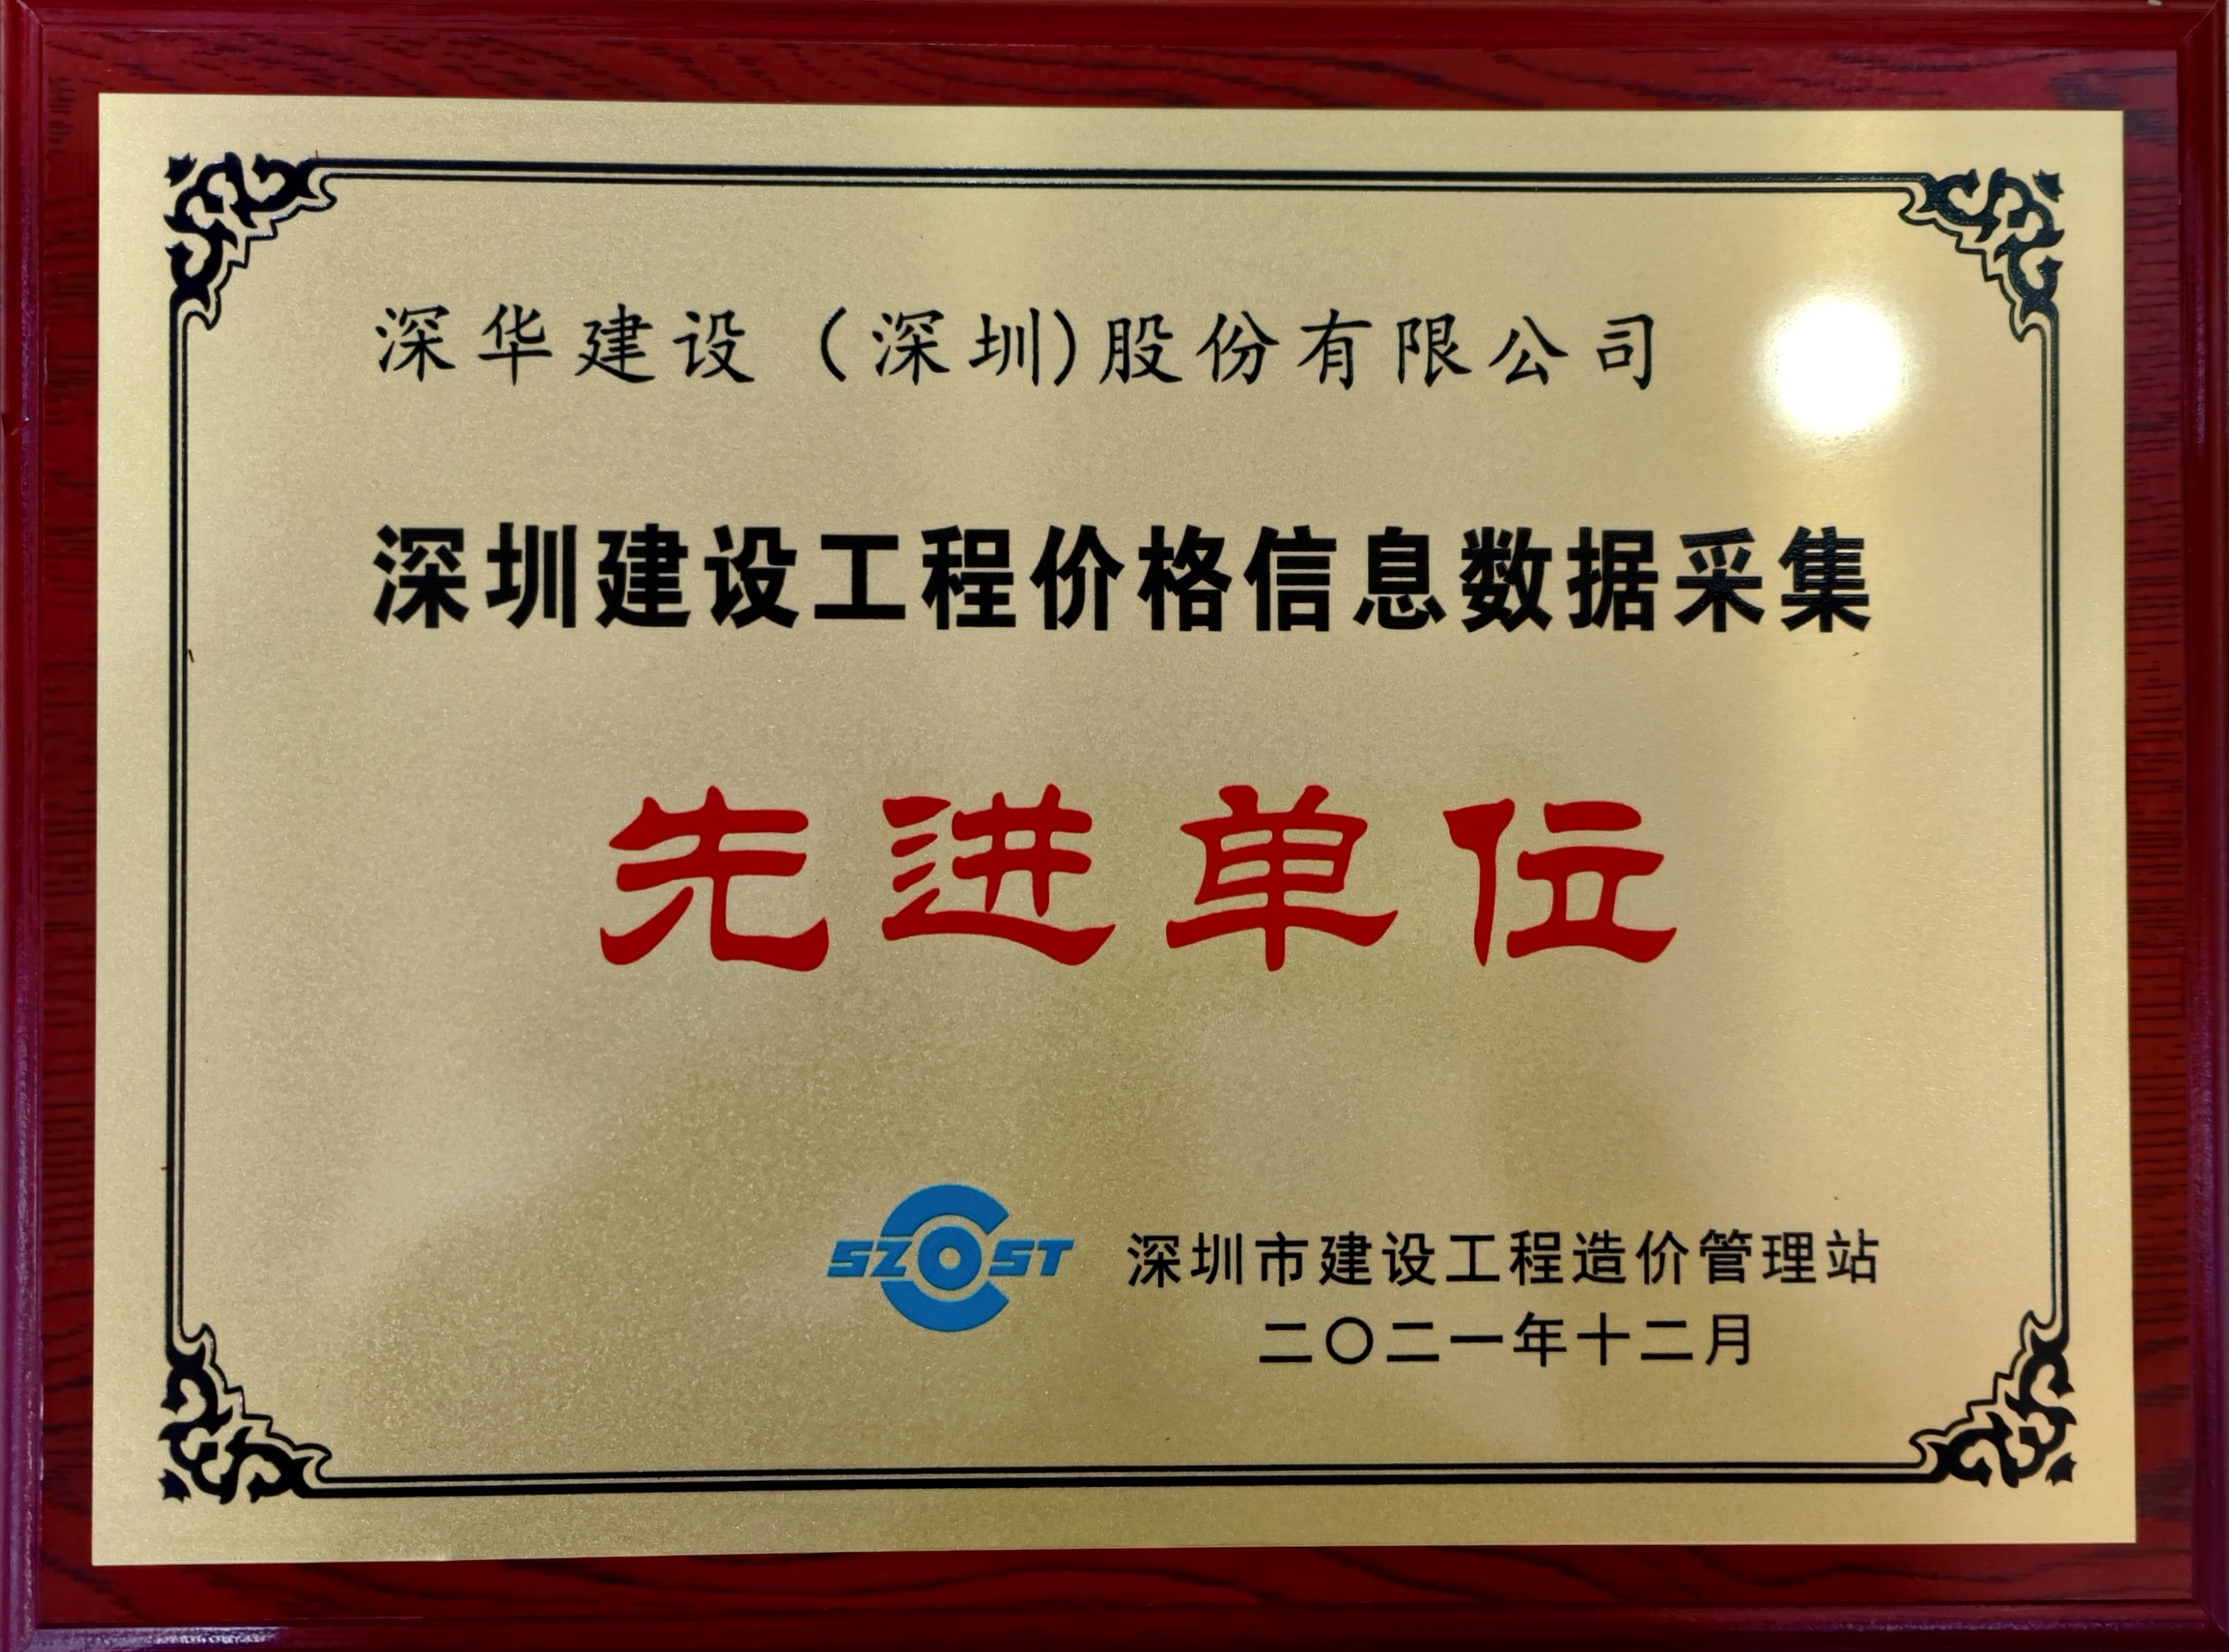 深华建设（深圳)股份有限公司
深圳建设工程价格信息数据采集
先进单位
SZCOST
深圳市建设工程造价管理站
二〇二一年十二月